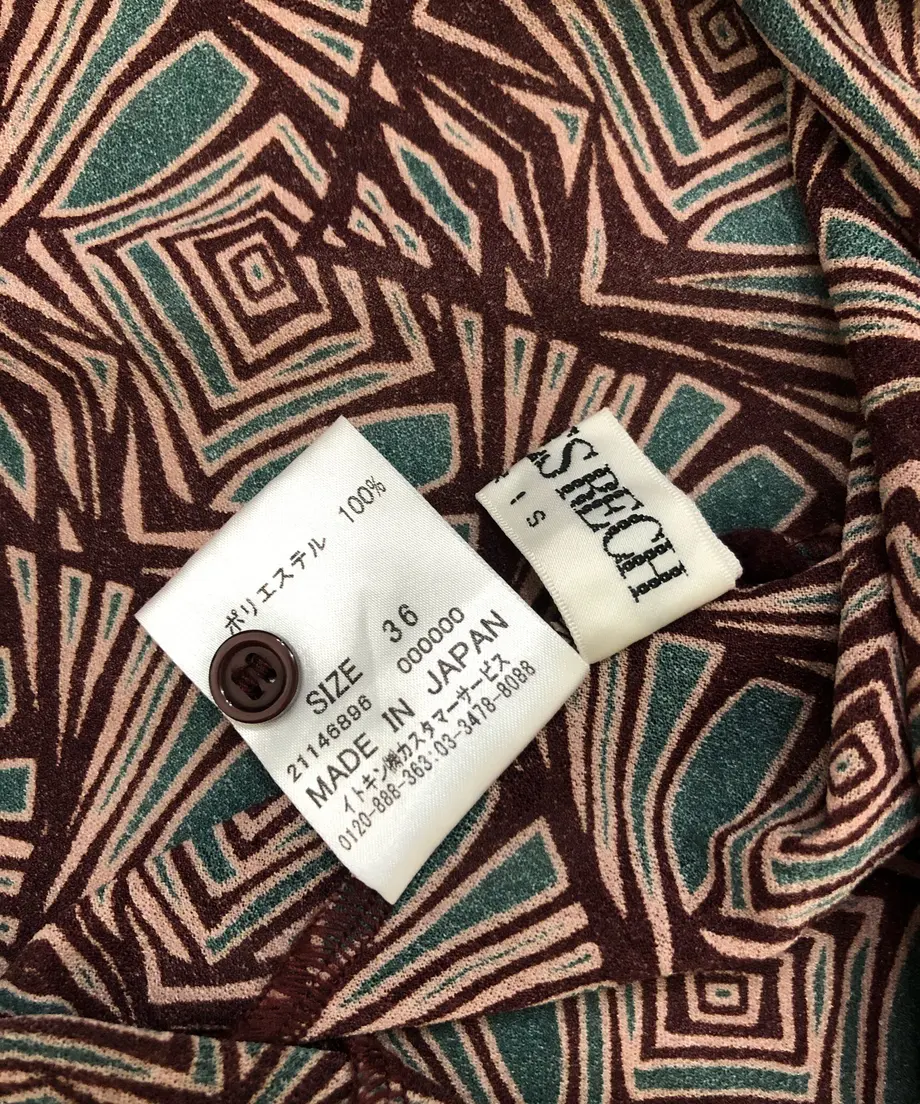 ポリエステル 100%
SIZE 36
21146896 000000
MADE IN JAPAN
イトキン㈱カスタマーサービス
0120-888-363:03-3478-8088
'S RECH
I S